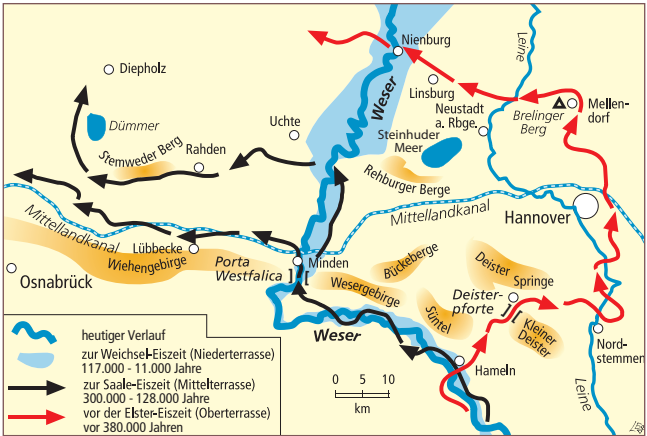 Nienburg
Leine
Diepholz
Weser
Linsburg
Neustadt
a. Rbge.
Mellen-
dorf
Brelinger
Berg
Dümmer
Uchte
Steinhuder
Meer
Stemweder Berg
Rahden
Rehburger Berge
Mittellandkanal
Mittellandkanal
Hannover
Lübbecke
Wiehengebirge
Porta
Westfalica
Minden
Osnabrück
Bückeberge
Wesergebirge
Deister
Springe
Deister-
pforte
Süntel
Kleiner
Deister
Nord-
stemmen
Weser
Hameln
Leine
0 5 10
km
heutiger Verlauf
zur Weichsel-Eiszeit (Niederterrasse)
117.000 - 11.000 Jahre
zur Saale-Eiszeit (Mittelterrasse)
300.000 - 128.000 Jahre
vor der Elster-Eiszeit (Oberterrasse)
vor 380.000 Jahren